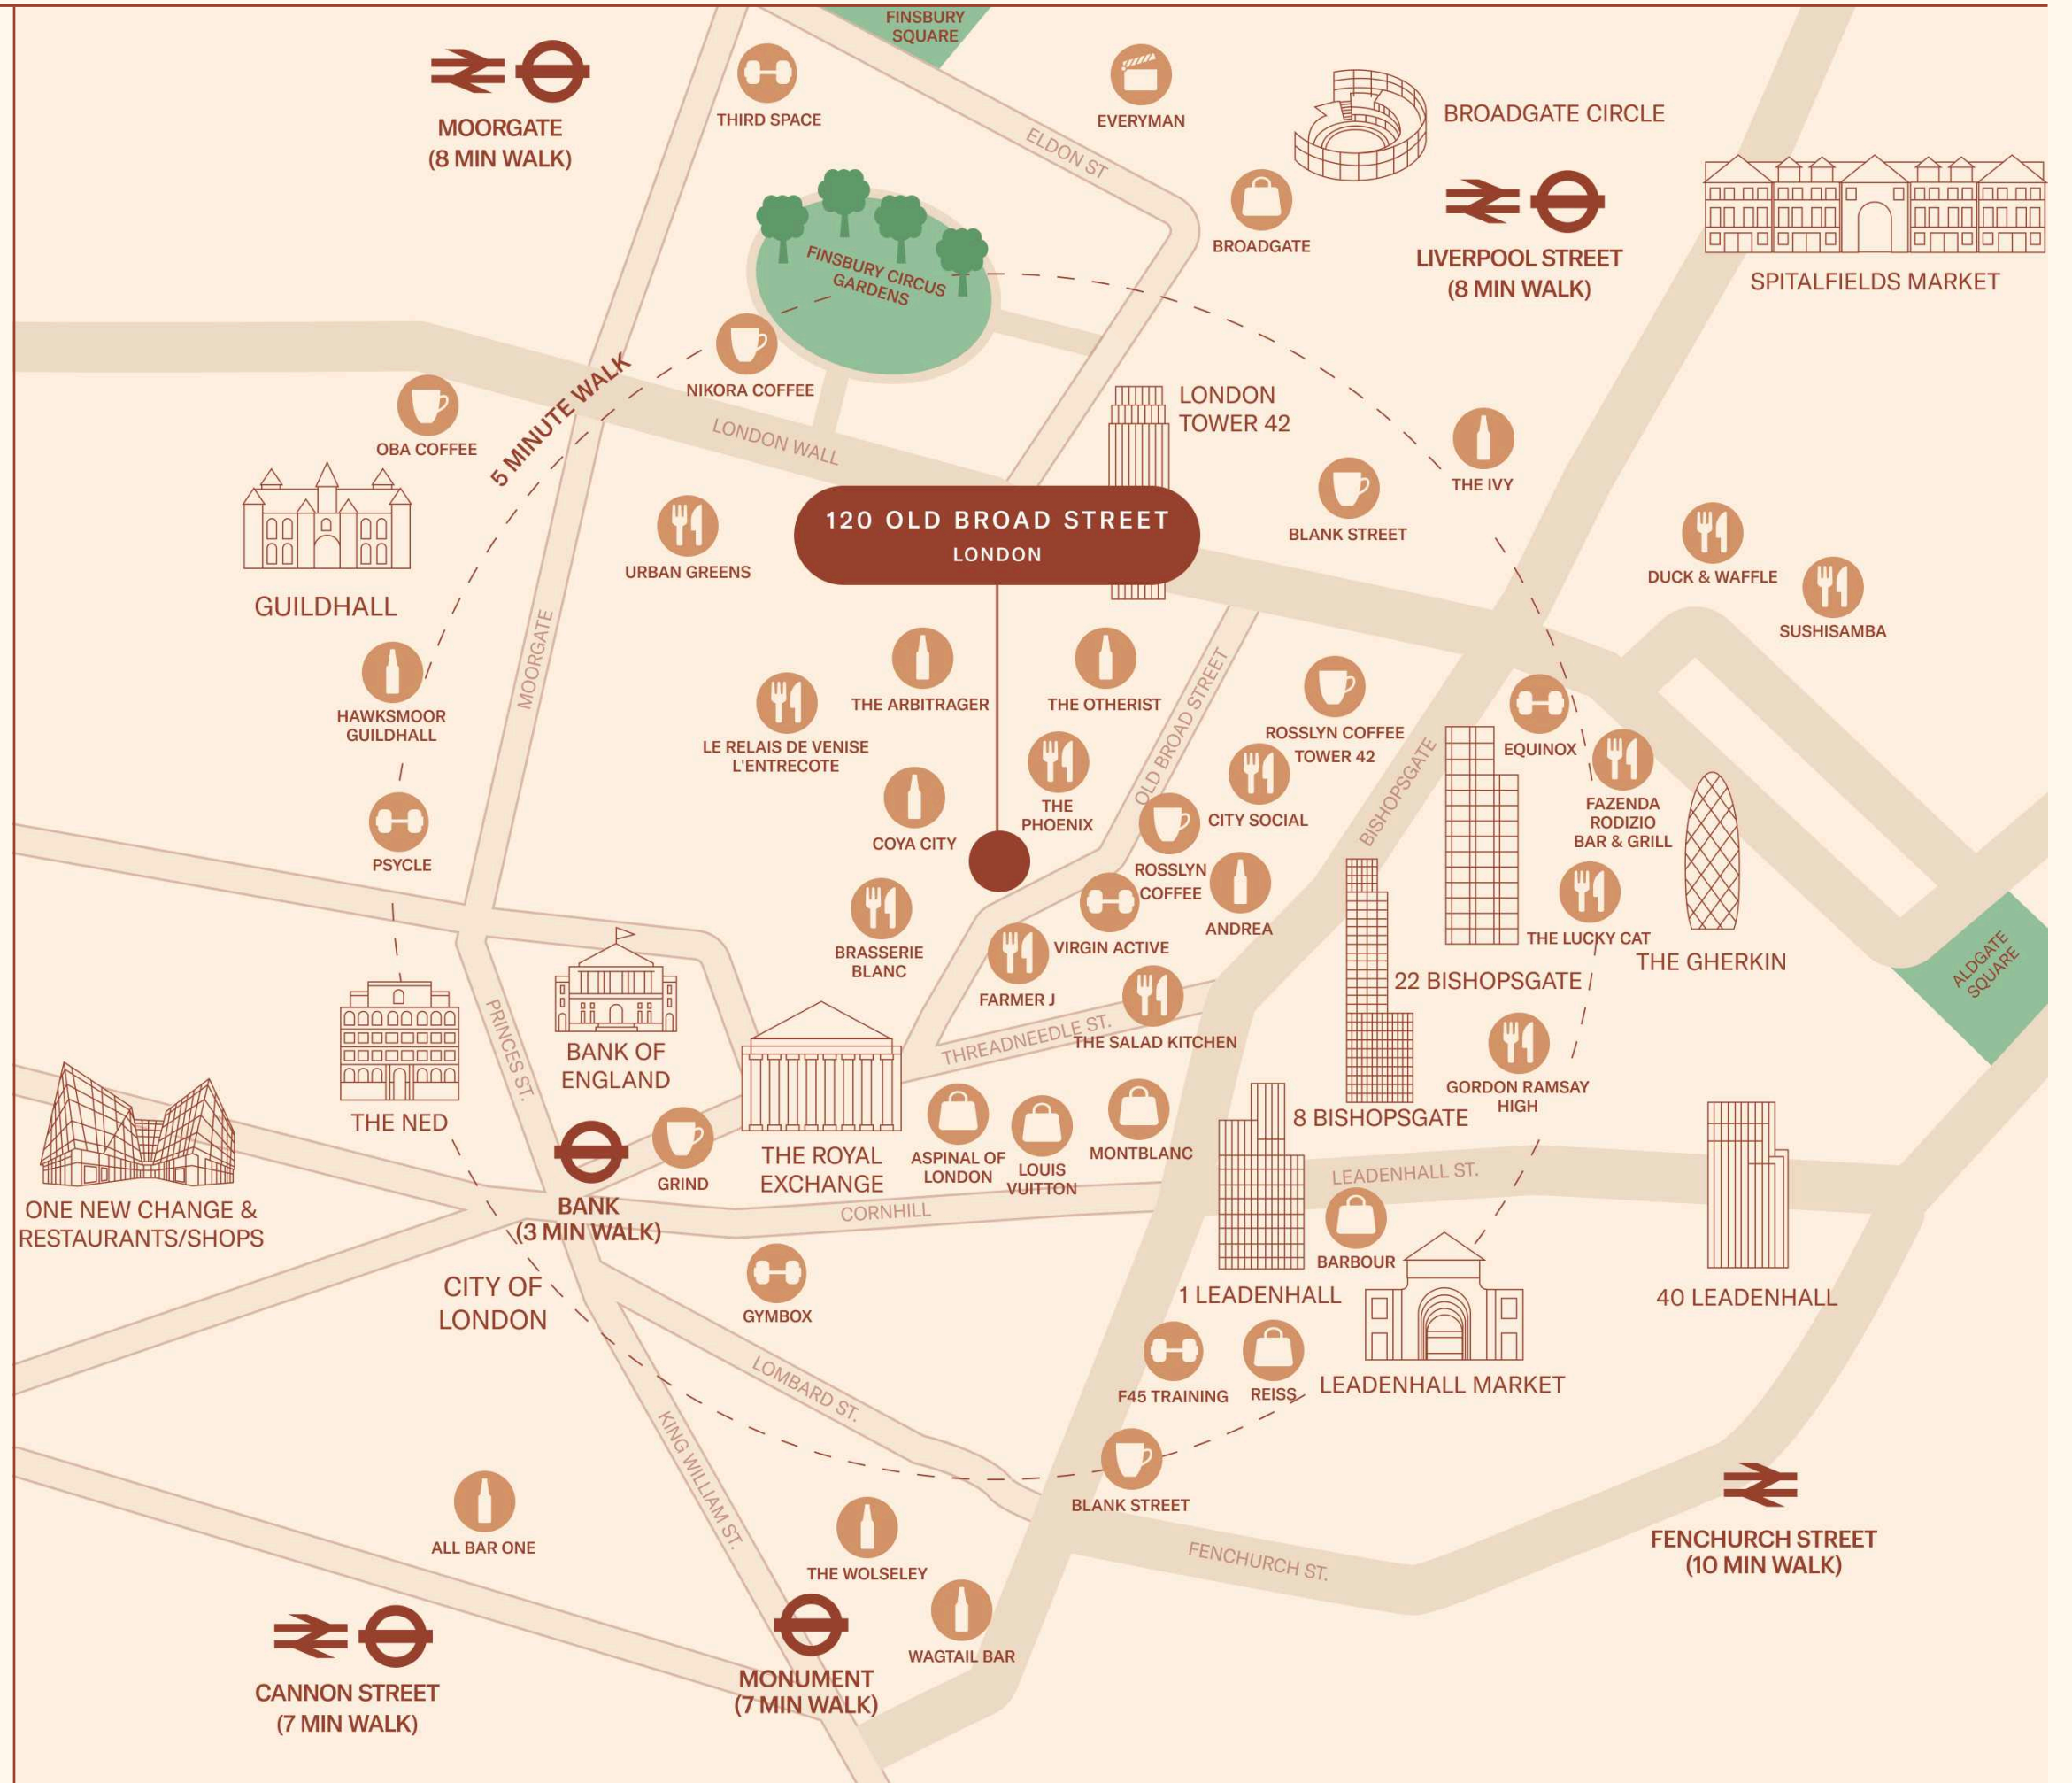 FINSBURY
SQUARE
MOORGATE
(8 MIN WALK)
THIRD SPACE
EVERYMAN
ELDON ST
BROADGATE CIRCLE
BROADGATE
LIVERPOOL STREET
(8 MIN WALK)
SPITALFIELDS MARKET
FINSBURY CIRCUS
GARDENS
NIKORA COFFEE
5 MINUTE WALK
OBA COFFEE
LONDON WALL
LONDON
TOWER 42
THE IVY
BLANK STREET
120 OLD BROAD STREET
LONDON
URBAN GREENS
GUILDHALL
DUCK & WAFFLE
SUSHISAMBA
MOORGATE
HAWKSMOOR
GUILDHALL
THE ARBITRAGER
THE OTHERIST
OLD BROAD STREET
LE RELAIS DE VENISE
L'ENTRECOTE
ROSSLYN COFFEE
TOWER 42
BISHOPSGATE
EQUINOX
FAZENDA
RODIZIO
BAR & GRILL
THE
PHOENIX
CITY SOCIAL
COYA CITY
PSYCLE
ROSSLYN
COFFEE
ANDREA
VIRGIN ACTIVE
BRASSERIE
BLANC
THE LUCKY CAT
THE GHERKIN
ALDGATE
SQUARE
22 BISHOPSGATE
FARMER J
THREADNEEDLE ST.
THE SALAD KITCHEN
PRINCES ST.
BANK OF
ENGLAND
THE NED
GORDON RAMSAY
HIGH
8 BISHOPSGATE
THE ROYAL
EXCHANGE
ASPINAL OF
LONDON
LOUIS
VUITTON
MONTBLANC
GRIND
LEADENHALL ST.
ONE NEW CHANGE &
RESTAURANTS/SHOPS
BANK
(3 MIN WALK)
CORNHILL
BARBOUR
CITY OF
LONDON
GYMBOX
1 LEADENHALL
40 LEADENHALL
LEADENHALL MARKET
F45 TRAINING
REISS
LOMBARD ST.
KING WILLIAM ST.
BLANK STREET
ALL BAR ONE
THE WOLSELEY
FENCHURCH ST.
FENCHURCH STREET
(10 MIN WALK)
WAGTAIL BAR
MONUMENT
(7 MIN WALK)
CANNON STREET
(7 MIN WALK)